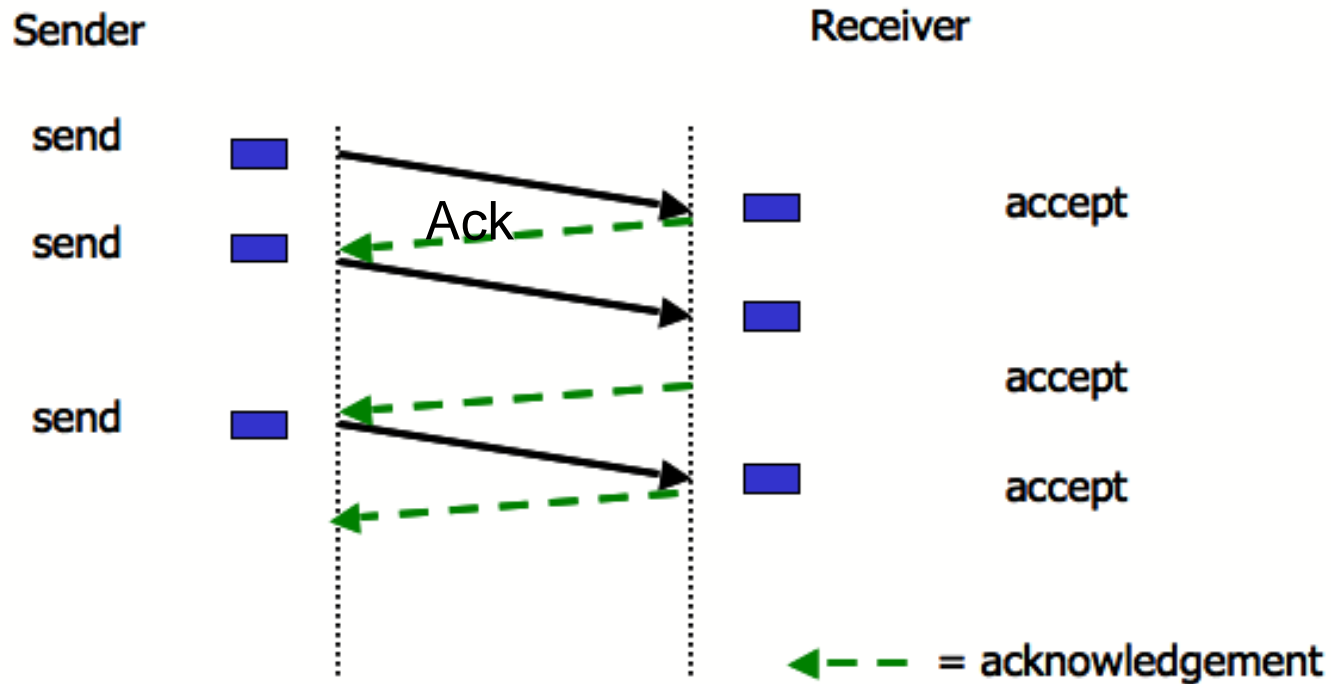 Sender
Receiver
send
accept
Ack
send
accept
send
accept
= acknowledgement